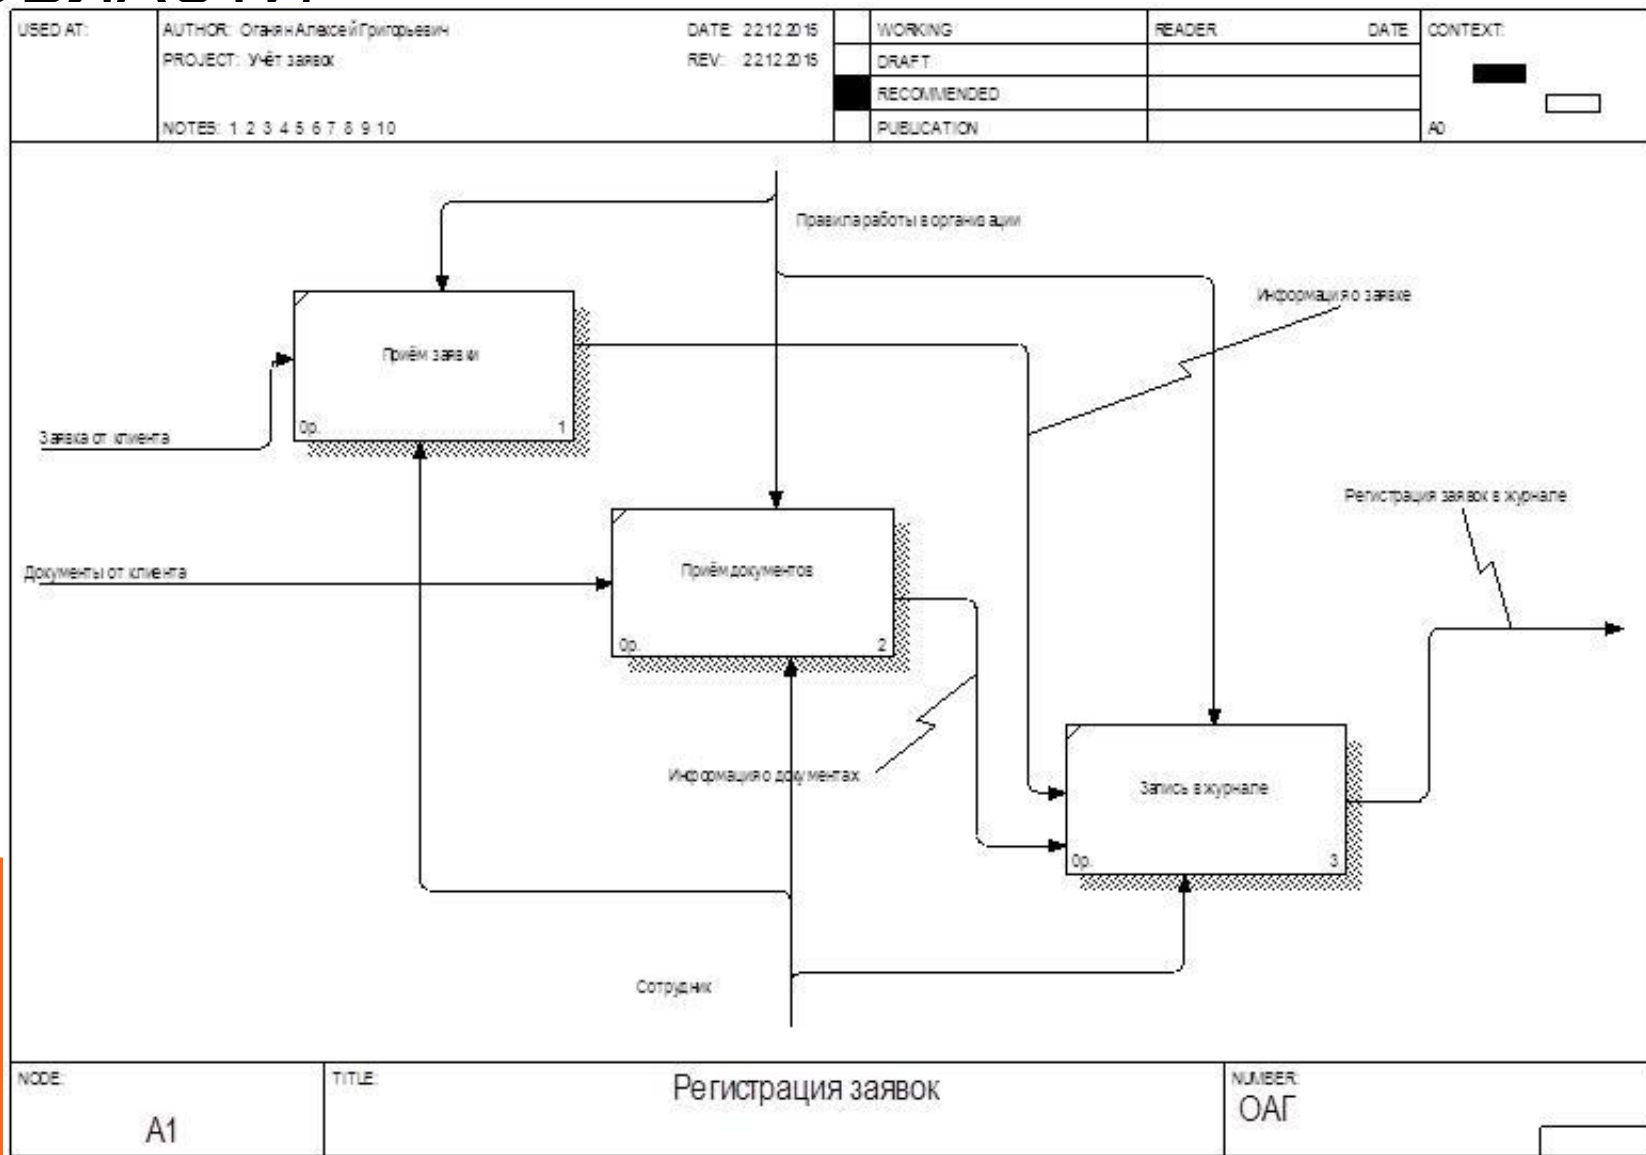 USED AT:
AUTHOR: Оганян Алексей Григорьевич
DATE: 22.12.2015
PROJECT: Учёт заявок
REV: 22.12.2015
NOTES: 1 2 3 4 5 6 7 8 9 10
WORKING
DRAFT
RECOMMENDED
PUBLICATION
READER
DATE
CONTEXT:
A0
Правила работы в организации
Информация о заявке
Приём заявки
0р.
1
Заявка от клиента
Регистрация заявок в журнале
Документы от клиента
Приём документов
0р.
2
Информация о документах
Запись в журнале
0р.
3
Сотрудник
NODE:
A1
TITLE:
Регистрация заявок
NUMBER:
ОАГ